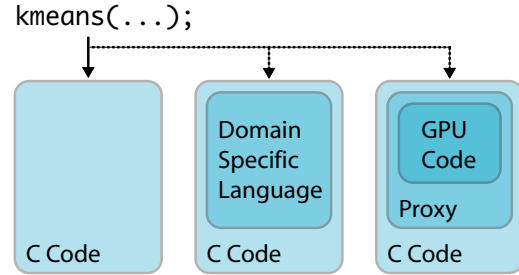 kmeans(...);
C Code
Domain
Specific
Language
C Code
GPU
Code
Proxy
C Code